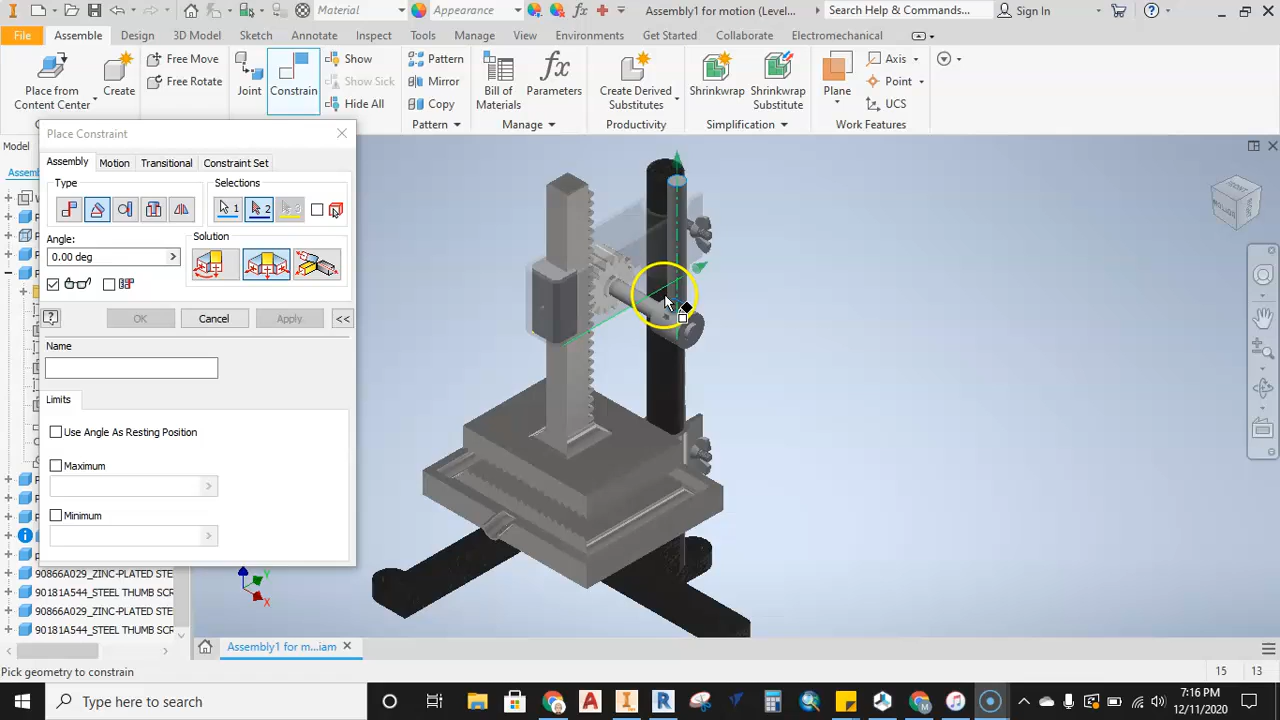 Material
Appearance
Assembly1 for motion (Level...
Search Help & Commands...
Sign In
File
Assemble
Design
3D Model
Sketch
Annotate
Inspect
Tools
Manage
View
Environments
Get Started
Collaborate
Electromechanical
Place from
Content Center
Create
Free Move
Free Rotate
Joint
Constrain
Show
Show Sick
Hide All
Pattern
Mirror
Copy
Pattern
Bill of
Materials
Parameters
Manage
Create Derived
Substitutes
Productivity
Shrinkwrap
Shrinkwrap
Substitute
Simplification
Plane
Axis
Point
UCS
Work Features
Model
Place Constraint
Assembly
Motion
Transitional
Constraint Set
Type
Selections
1
2
Angle:
0.00 deg
Solution
OK
Cancel
Apply
<<
Name
Limits
Use Angle As Resting Position
Maximum
Minimum
90866A029_ZINC-PLATED STE
90181A544_STEEL THUMB SCR
90866A029_ZINC-PLATED STE
90181A544_STEEL THUMB SCR
FRONT
Z
Y
X
Assembly1 for m...iam
Pick geometry to constrain
15
13
Type here to search
7:16 PM
12/11/2020